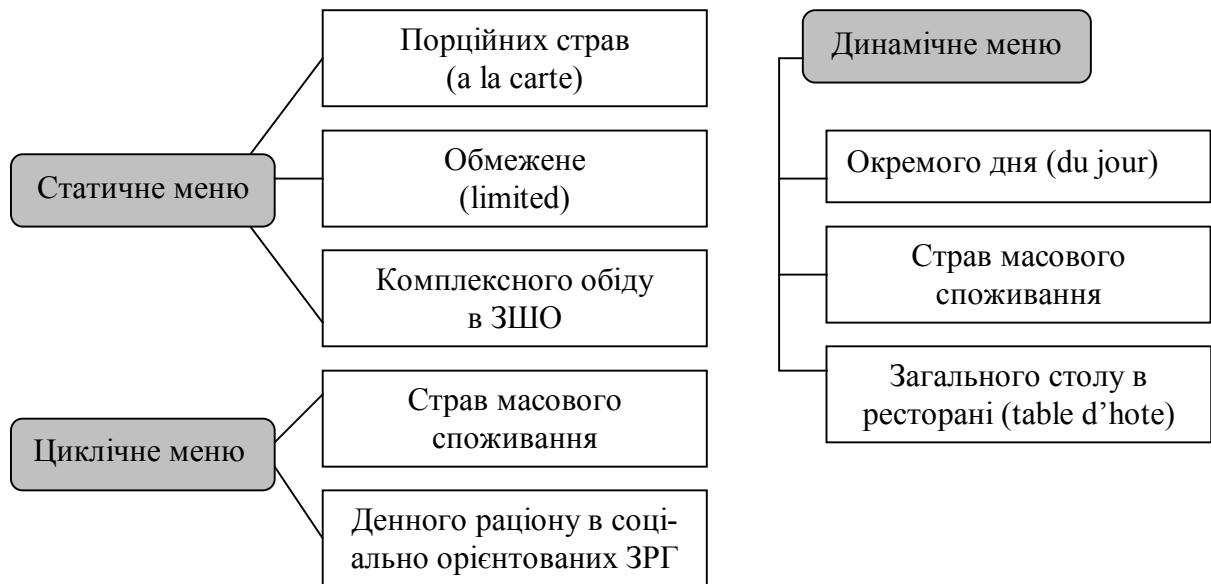 Статичне меню
Порційних страв
(a la carte)
Обмежене
(limited)
Комплексного обіду
в ЗШО
Циклічне меню
Страв масового
споживання
Денного раціону в соці-
ально орієнтованих ЗРГ
Динамічне меню
Окремого дня (du jour)
Страв масового
споживання
Загального столу в
ресторані (table d’hote)